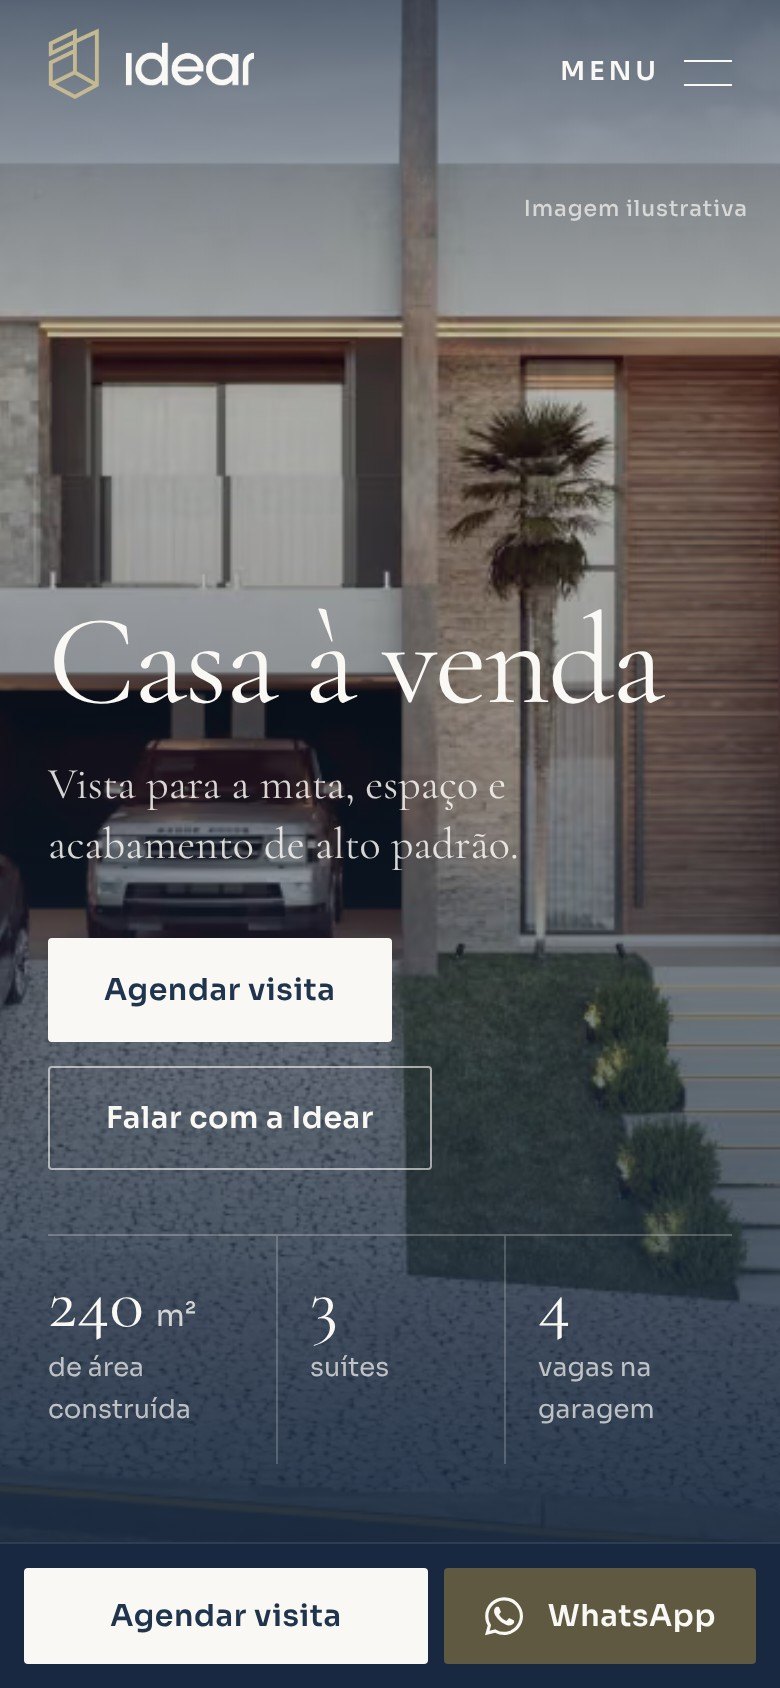 idear
MENU
Imagem ilustrativa
Casa à venda
Vista para a mata, espaço e
acabamento de alto padrão.
Agendar visita
Falar com a Idear
240 m²
de área
construída
3
suítes
4
vagas na
garagem
Agendar visita
WhatsApp